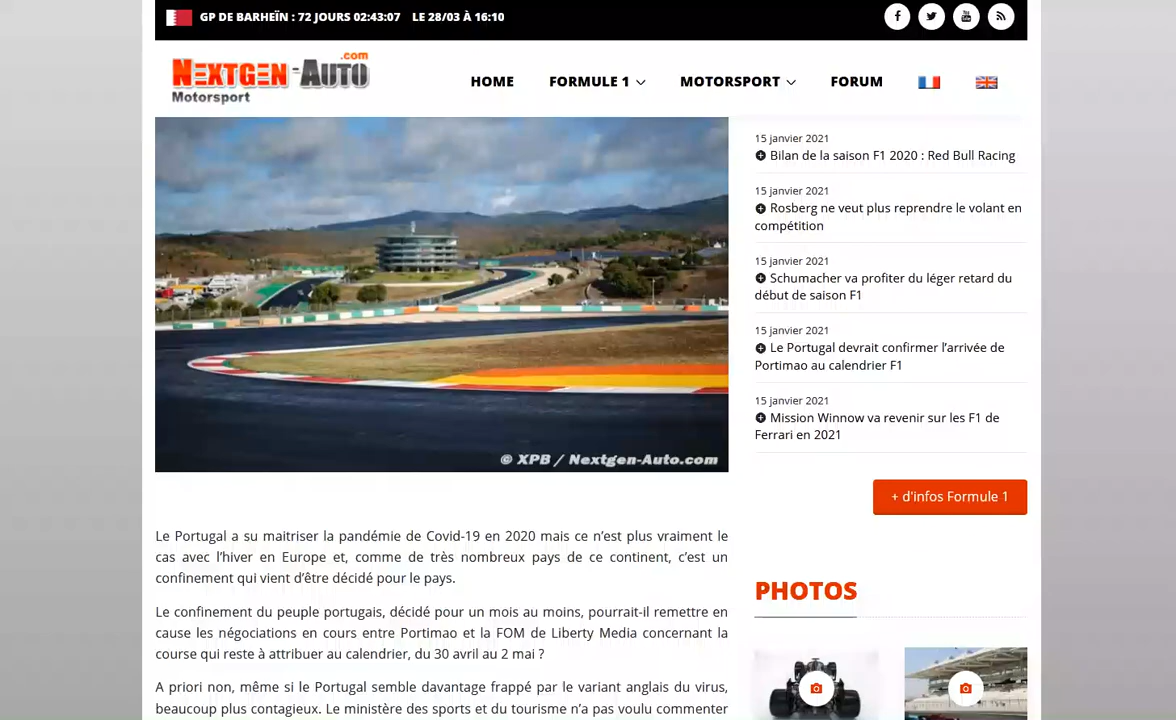 GP DE BARHEÏN : 72 JOURS 02:43:07 LE 28/03 À 16:10
NEXTGEN-AUTO.com
Motorsport
HOME
FORMULE 1
MOTORSPORT
FORUM
© XPB / Nextgen-Auto.com
Le Portugal a su maitriser la pandémie de Covid-19 en 2020 mais ce n’est plus vraiment le
cas avec l’hiver en Europe et, comme de très nombreux pays de ce continent, c’est un
confinement qui vient d’être décidé pour le pays.
Le confinement du peuple portugais, décidé pour un mois au moins, pourrait-il remettre en
cause les négociations en cours entre Portimao et la FOM de Liberty Media concernant la
course qui reste à attribuer au calendrier, du 30 avril au 2 mai ?
A priori non, même si le Portugal semble davantage frappé par le variant anglais du virus,
beaucoup plus contagieux. Le ministère des sports et du tourisme n’a pas voulu commenter
15 janvier 2021
Bilan de la saison F1 2020 : Red Bull Racing
15 janvier 2021
Rosberg ne veut plus reprendre le volant en
compétition
15 janvier 2021
Schumacher va profiter du léger retard du
début de saison F1
15 janvier 2021
Le Portugal devrait confirmer l’arrivée de
Portimao au calendrier F1
15 janvier 2021
Mission Winnow va revenir sur les F1 de
Ferrari en 2021
+ d'infos Formule 1
PHOTOS